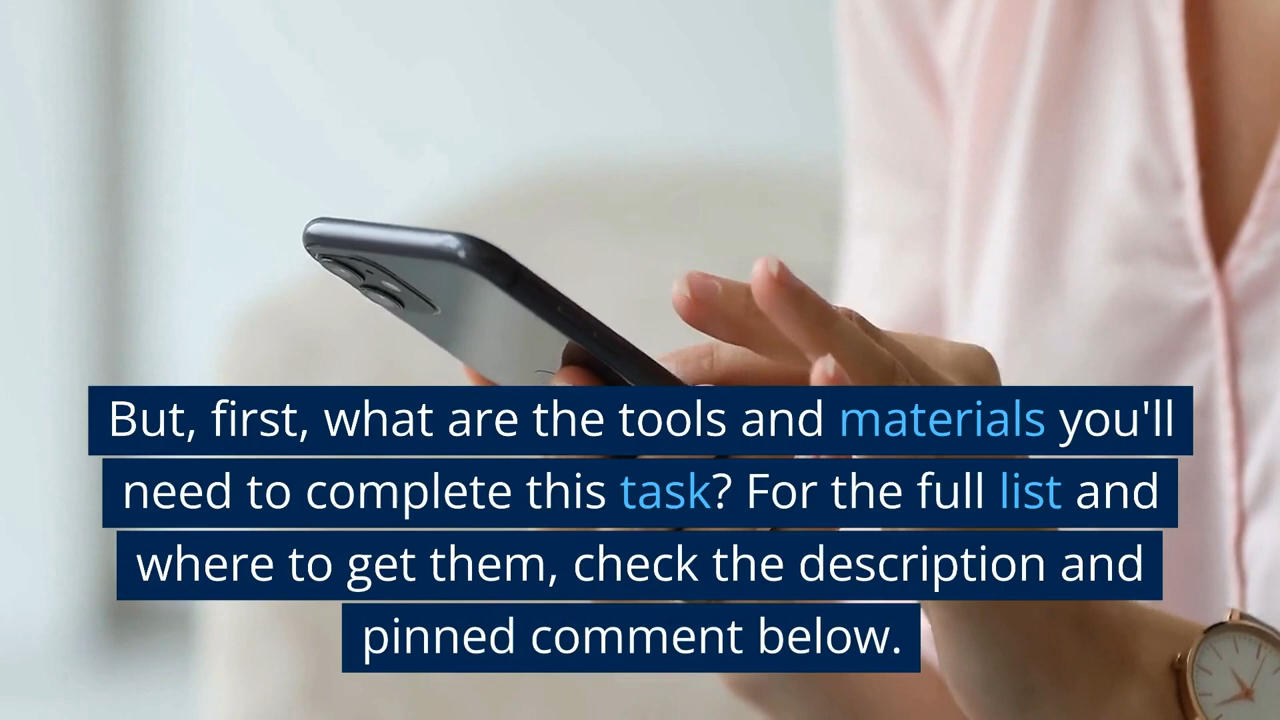 But, first, what are the tools and materials you'll
need to complete this task? For the full list and
where to get them, check the description and
pinned comment below.